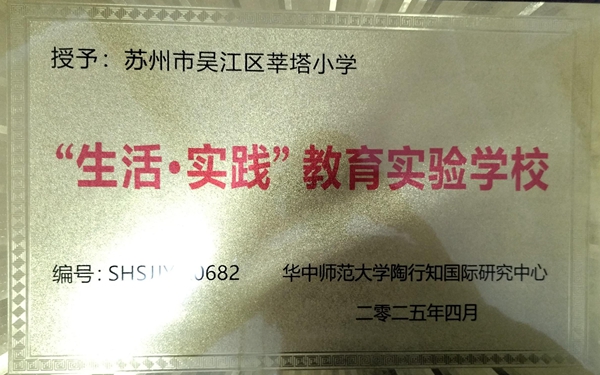 授予：苏州市吴江区莘塔小学
“生活·实践”教育实验学校
编号：SHSJJY 0682
华中师范大学陶行知国际研究中心
二零二五年四月